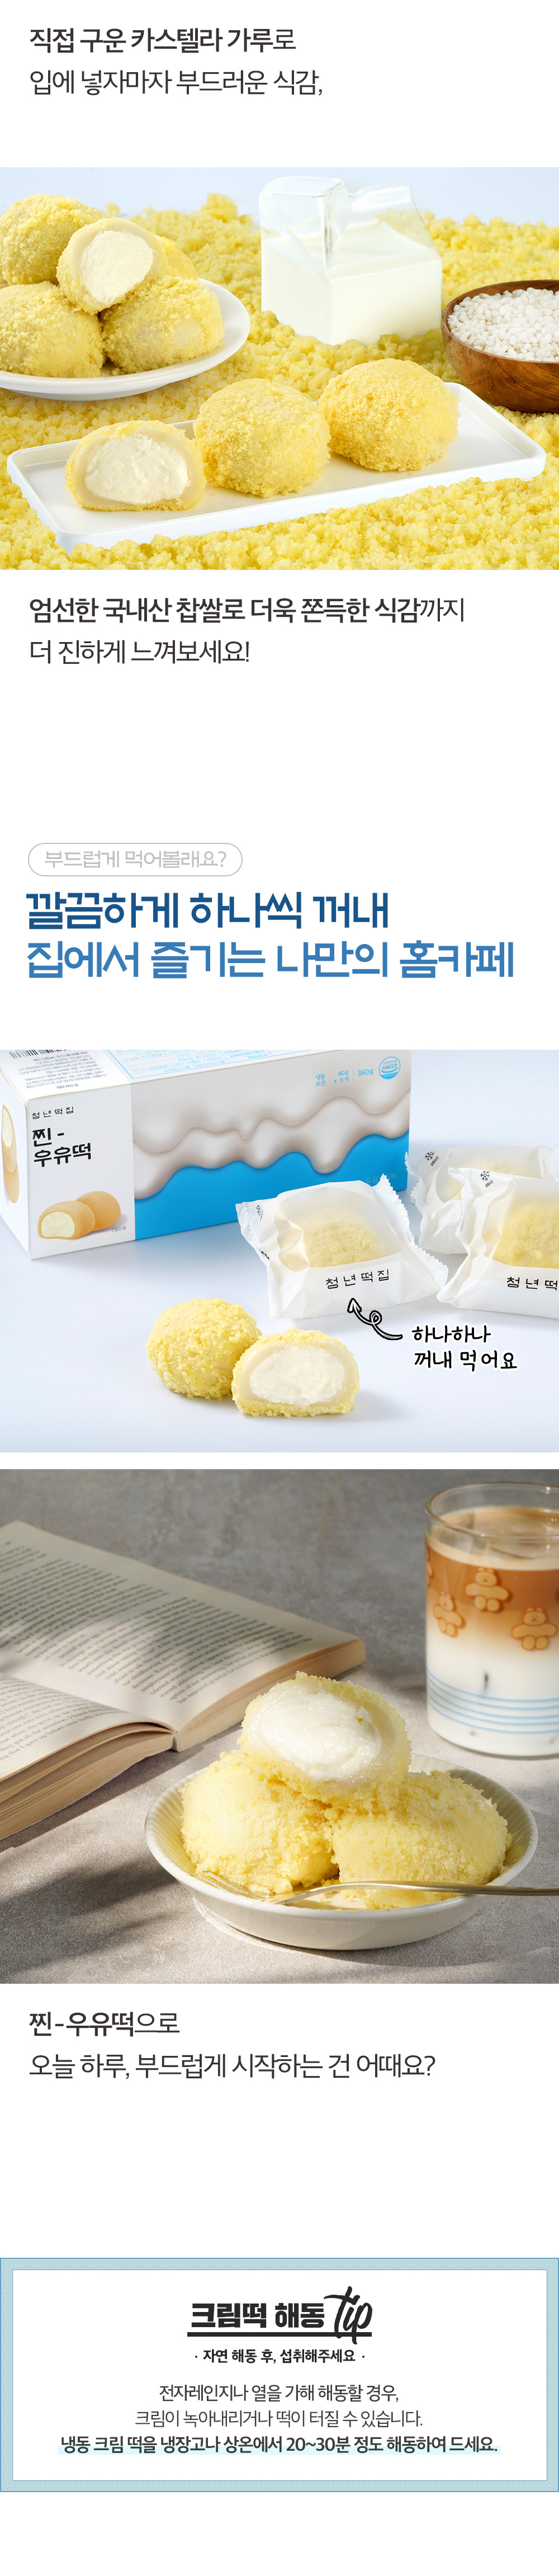 직접 구운 카스텔라 가루로
입에 넣자마자 부드러운 식감,
엄선한 국내산 찹쌀로 더욱 쫀득한 식감까지
더 진하게 느껴보세요!
부드럽게 먹어볼래요?
깔끔하게 하나씩 꺼내
집에서 즐기는 나만의 홈카페
HACCP
청년떡집
찐-
우유떡
청년떡집
하나하나
꺼내 먹어요
찐-우유떡으로
오늘 하루, 부드럽게 시작하는 건 어때요?
크림떡 해동 Tip
· 자연 해동 후, 섭취해주세요 ·
전자레인지나 열을 가해 해동할 경우,
크림이 녹아내리거나 떡이 터질 수 있습니다.
냉동 크림 떡을 냉장고나 상온에서 20~30분 정도 해동하여 드세요.